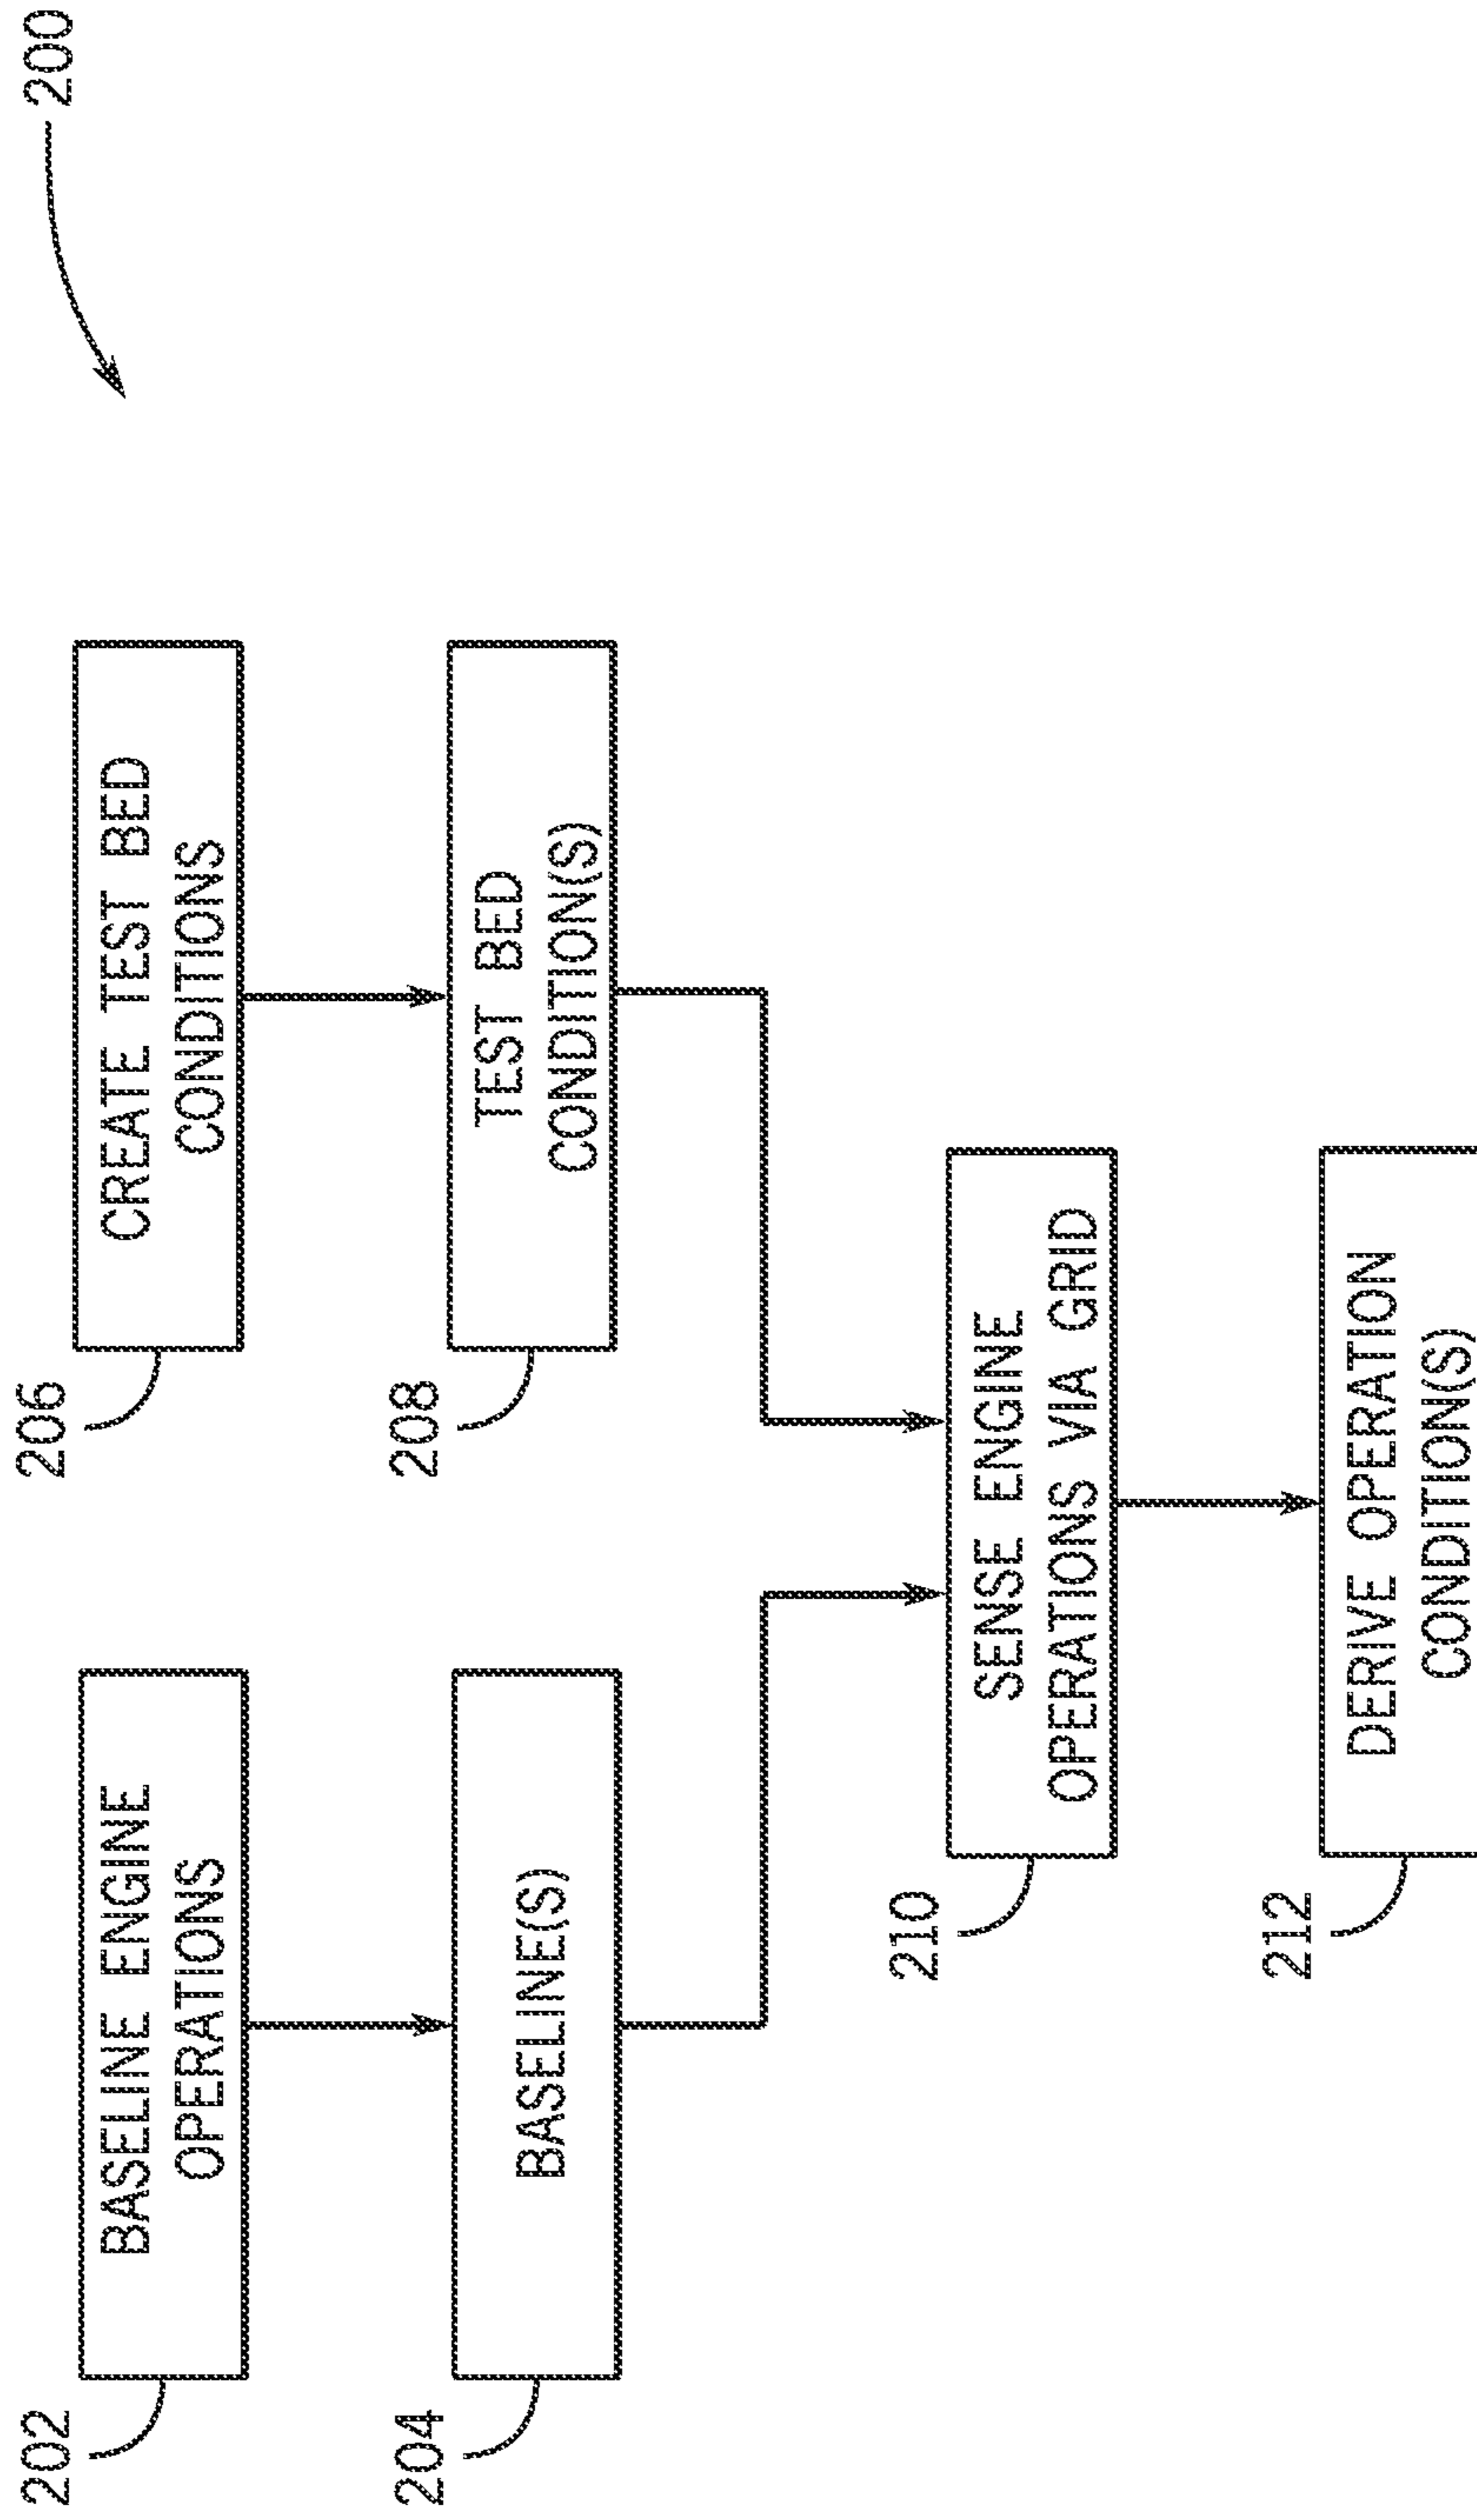 200
202
BASELINE ENGINE
OPERATIONS
206
CREATE TEST BED
CONDITIONS
204
BASELINE(S)
208
TEST BED
CONDITION(S)
210
SENSE ENGINE
OPERATIONS VIA GRID
212
DERIVE OPERATION
CONDITION(S)